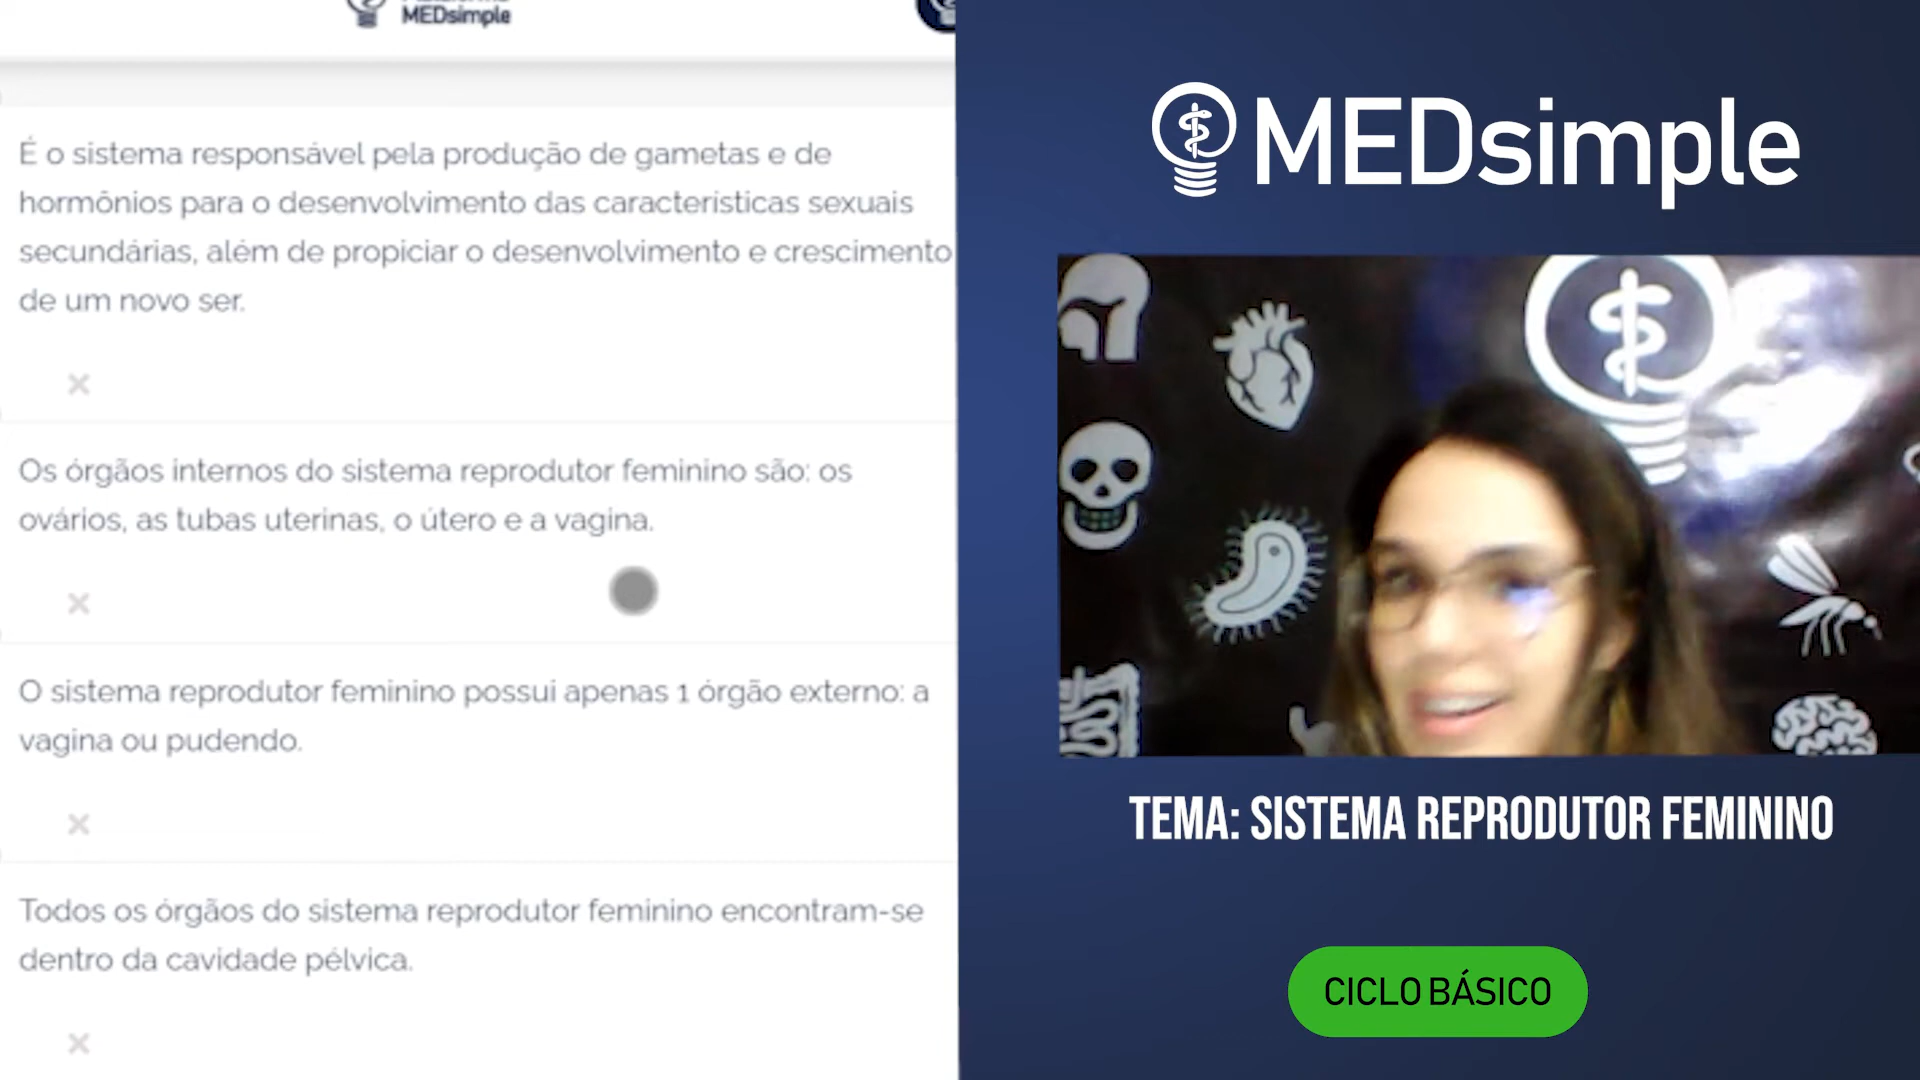 MEDsimple
É o sistema responsável pela produção de gametas e de
hormônios para o desenvolvimento das características sexuais
secundárias, além de propiciar o desenvolvimento e crescimento
de um novo ser.
Os órgãos internos do sistema reprodutor feminino são: os
ovários, as tubas uterinas, o útero e a vagina.
O sistema reprodutor feminino possui apenas 1 órgão externo: a
vagina ou pudendo.
Todos os órgãos do sistema reprodutor feminino encontram-se
dentro da cavidade pélvica.
MEDsimple
TEMA: SISTEMA REPRODUTOR FEMININO
CICLO BÁSICO